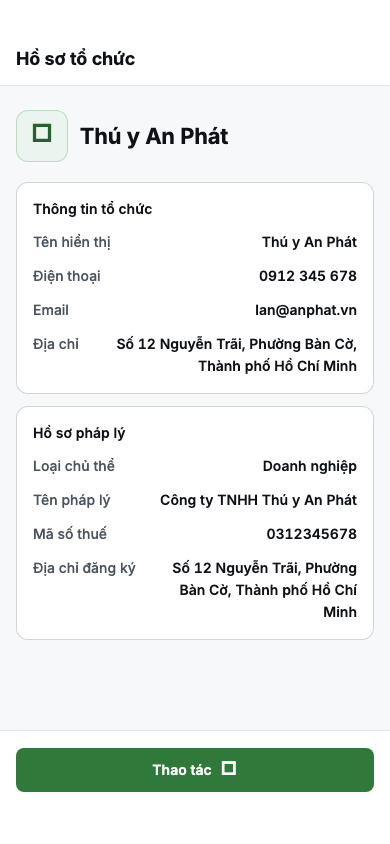 Hồ sơ tổ chức
Thú y An Phát
Thông tin tổ chức
Tên hiển thị Thú y An Phát
Điện thoại 0912 345 678
Email lan@anphat.vn
Địa chỉ Số 12 Nguyễn Trãi, Phường Bàn Cờ,
Thành phố Hồ Chí Minh
Hồ sơ pháp lý
Loại chủ thể Doanh nghiệp
Tên pháp lý Công ty TNHH Thú y An Phát
Mã số thuế 0312345678
Địa chỉ đăng ký Số 12 Nguyễn Trãi, Phường
Bàn Cờ, Thành phố Hồ Chí
Minh
Thao tác